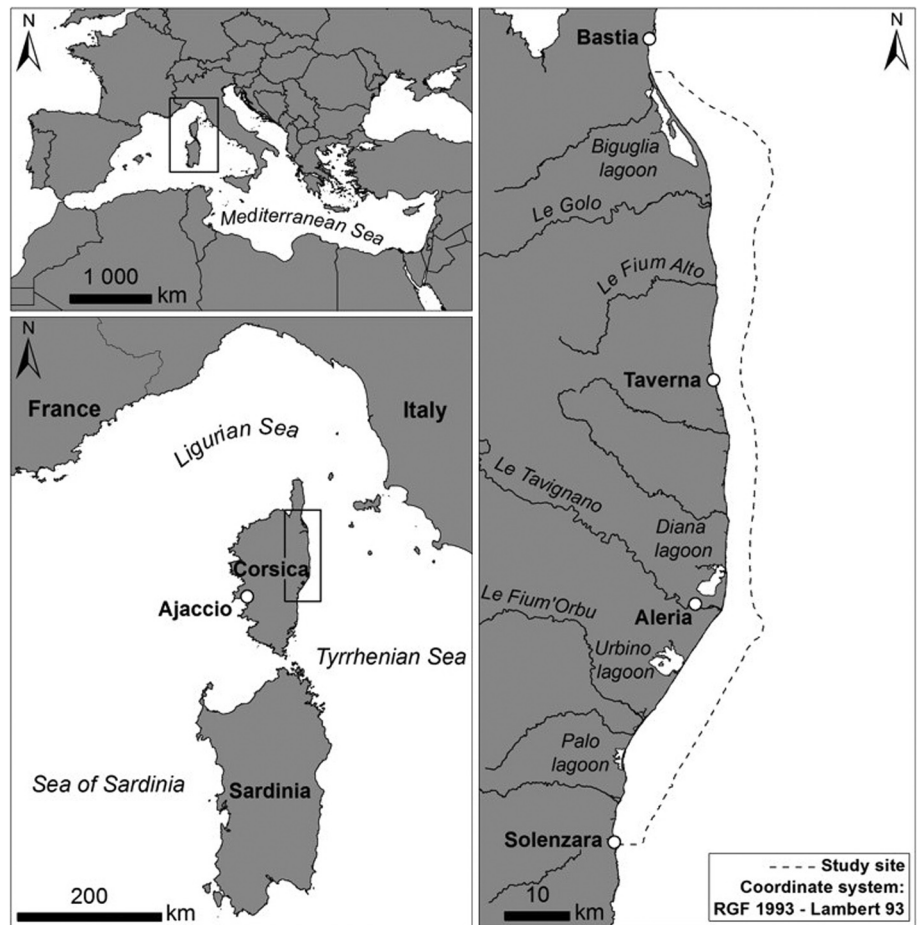 N
Mediterranean Sea
1 000
km
N
France
Italy
Ligurian Sea
Corsica
Ajaccio
Tyrrhenian Sea
Sea of Sardinia
Sardinia
200
km
N
Bastia
Biguglia
lagoon
Le Golo
Le Fium Alto
Taverna
Le Tavignano
Diana
lagoon
Le Fium'Orbu
Aleria
Urbino
lagoon
Palo
lagoon
Solenzara
10
km
Study site
Coordinate system:
RGF 1993 - Lambert 93